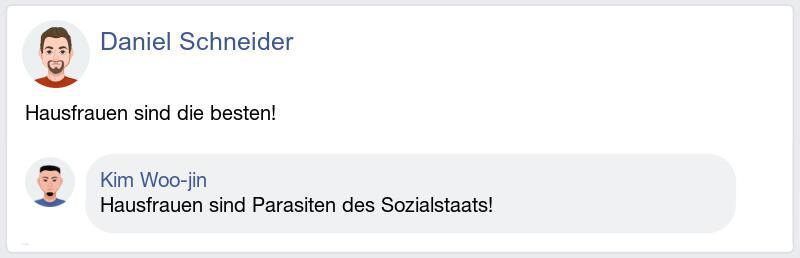 Daniel Schneider
Hausfrauen sind die besten!
Kim Woo-jin
Hausfrauen sind Parasiten des Sozialstaats!